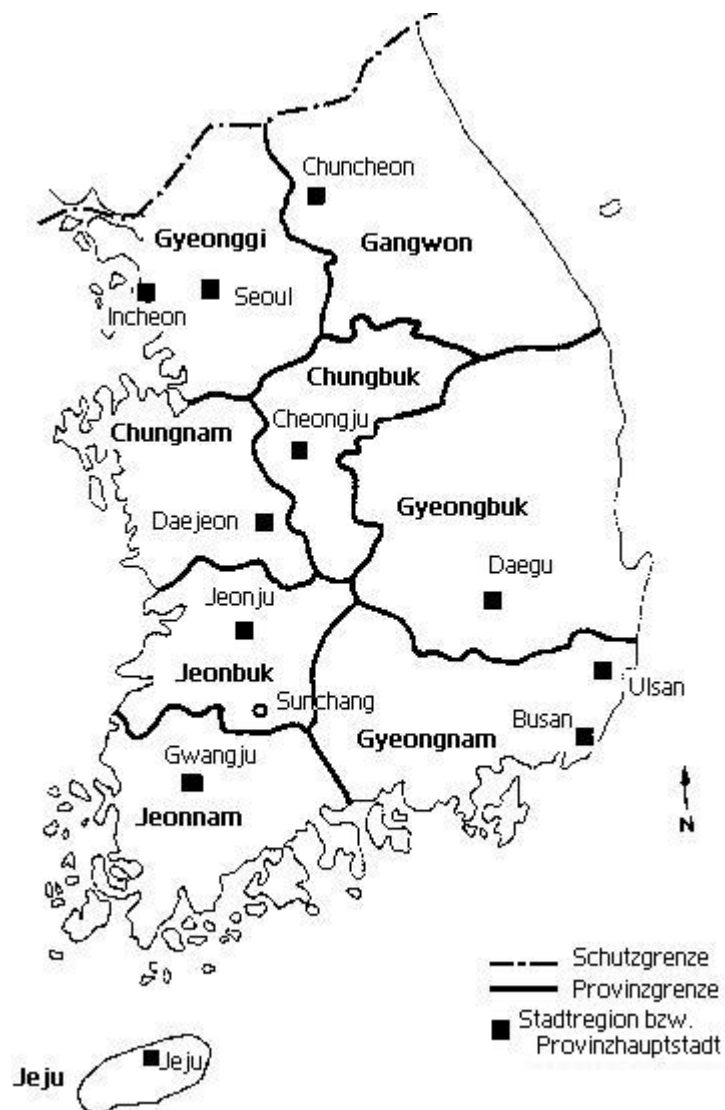 Chuncheon
Gyeonggi
Gangwon
Seoul
Incheon
Chungbuk
Cheongju
Chungnam
Gyeongbuk
Daejeon
Daegu
Jeonju
Jeonbuk
Ulsan
Sunchang
Busan
Gyeongnam
Gwangju
Jeonnam
N
Schutzgrenze
Provinzgrenze
Stadtregion bzw.
Provinzhauptstadt
Jeju
Jeju